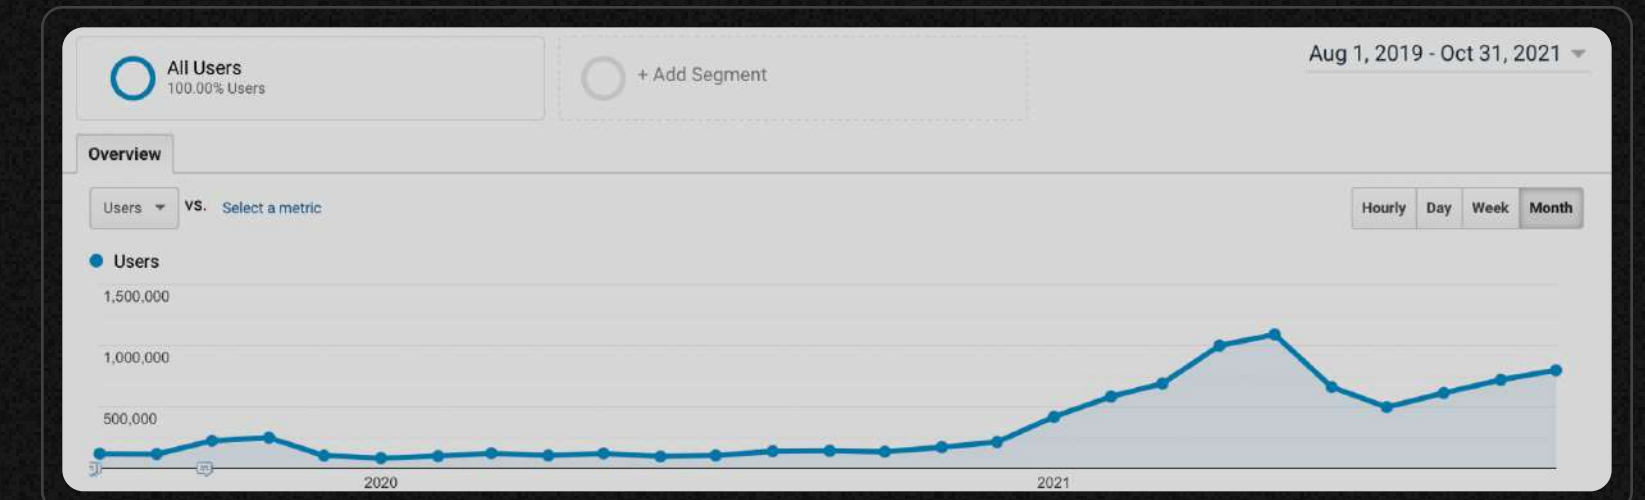 All Users
100.00% Users
+ Add Segment
Aug 1, 2019 - Oct 31, 2021
Overview
Users VS. Select a metric
Hourly Day Week Month
Users
1,500,000
1,000,000
500,000
2020 2021